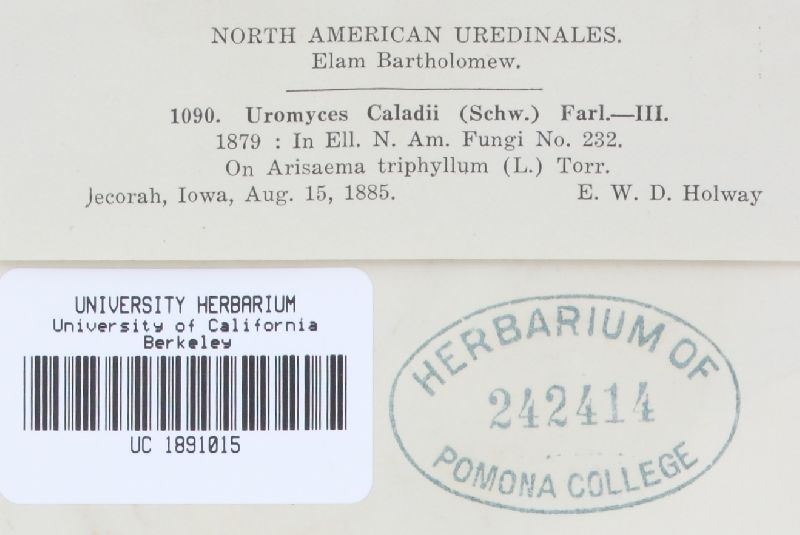 NORTH AMERICAN UREDINALES.
Elam Bartholomew.
1090. Uromyces Caladii (Schw.) Farl.—III.
1879 : In Ell. N. Am. Fungi No. 232.
On Arisaema triphyllum (L.) Torr.
Jecorah, Iowa, Aug. 15, 1885. E. W. D. Holway
UNIVERSITY HERBARIUM
University of California
Berkeley
UC 1891015
HERBARIUM OF
242414
POMONA COLLEGE